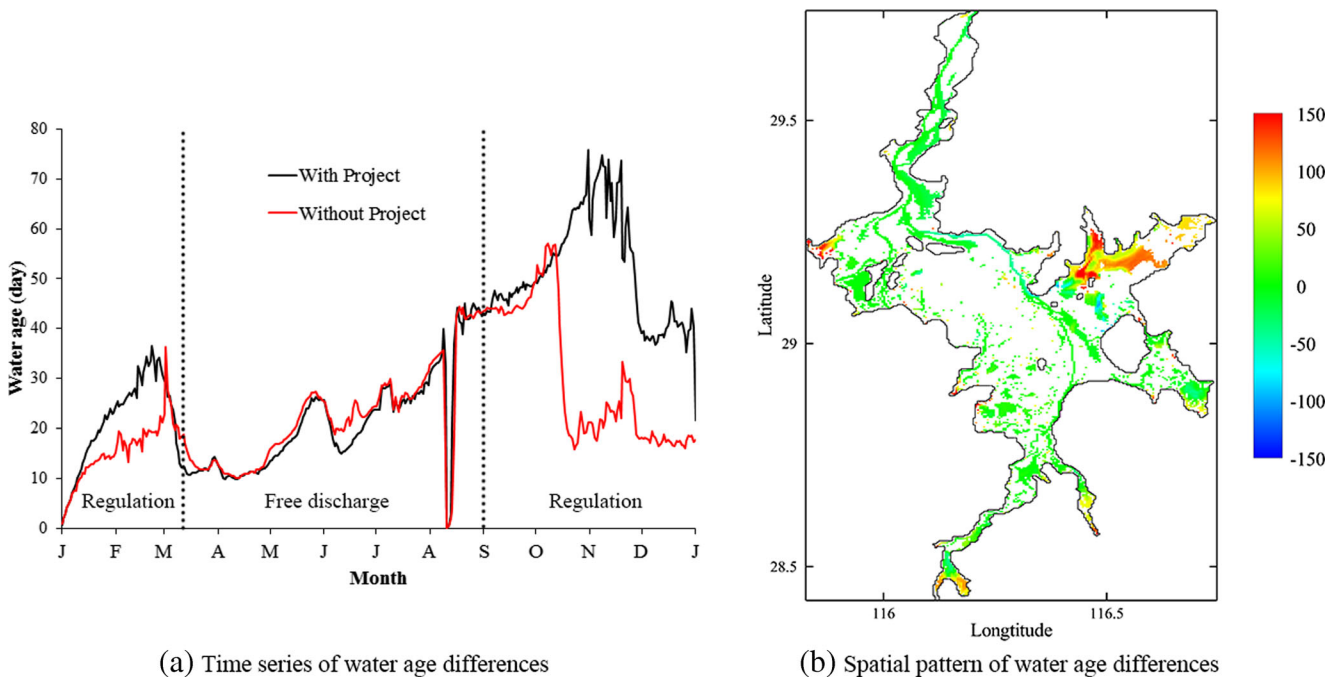 80
70
60
50
40
30
20
10
0
Water age (day)
With Project
Without Project
Regulation
Free discharge
Regulation
J F M A M J J A S O N D J
Month
(a) Time series of water age differences
29.5
29
28.5
Latitude
116 116.5
Longtitude
150
100
50
0
-50
-100
-150
(b) Spatial pattern of water age differences